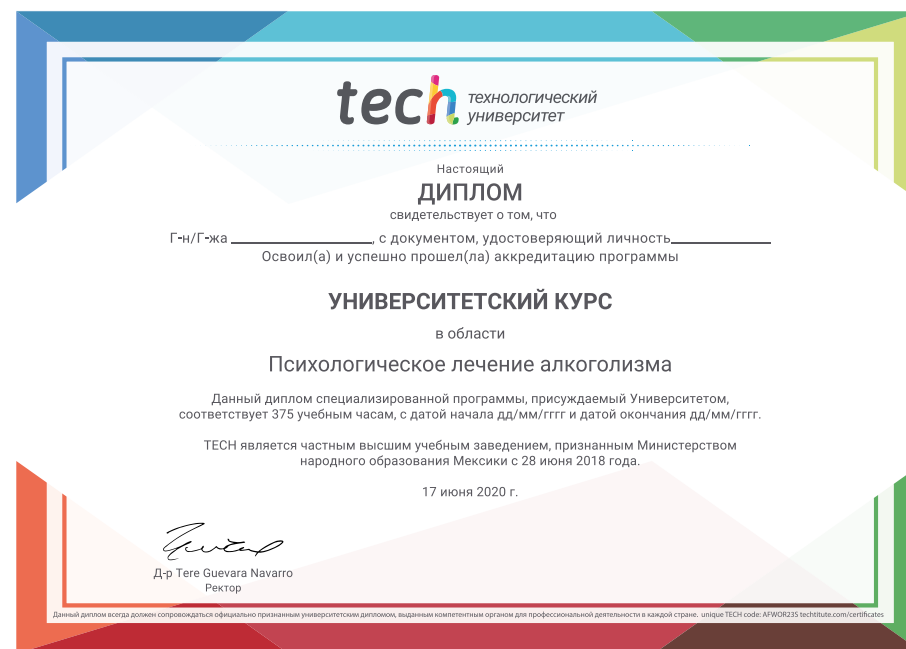 tech технологический
университет
Настоящий
ДИПЛОМ
свидетельствует о том, что
Г-н/Г-жа ____________, с документом, удостоверяющий личность____________
Освоил(а) и успешно прошел(ла) аккредитацию программы
УНИВЕРСИТЕТСКИЙ КУРС
в области
Психологическое лечение алкоголизма
Данный диплом специализированной программы, присуждаемый Университетом,
соответствует 375 учебным часам, с датой начала дд/мм/гггг и датой окончания дд/мм/гггг.
TECH является частным высшим учебным заведением, признанным Министерством
народного образования Мексики с 28 июня 2018 года.
17 июня 2020 г.
Д-р Tere Guevara Navarro
Ректор
Данный диплом всегда должен сопровождаться официально признанным университетским дипломом, выданным компетентным органом для профессиональной деятельности в каждой стране. unique TECH code: AFWOR23S techtitute.com/certificates